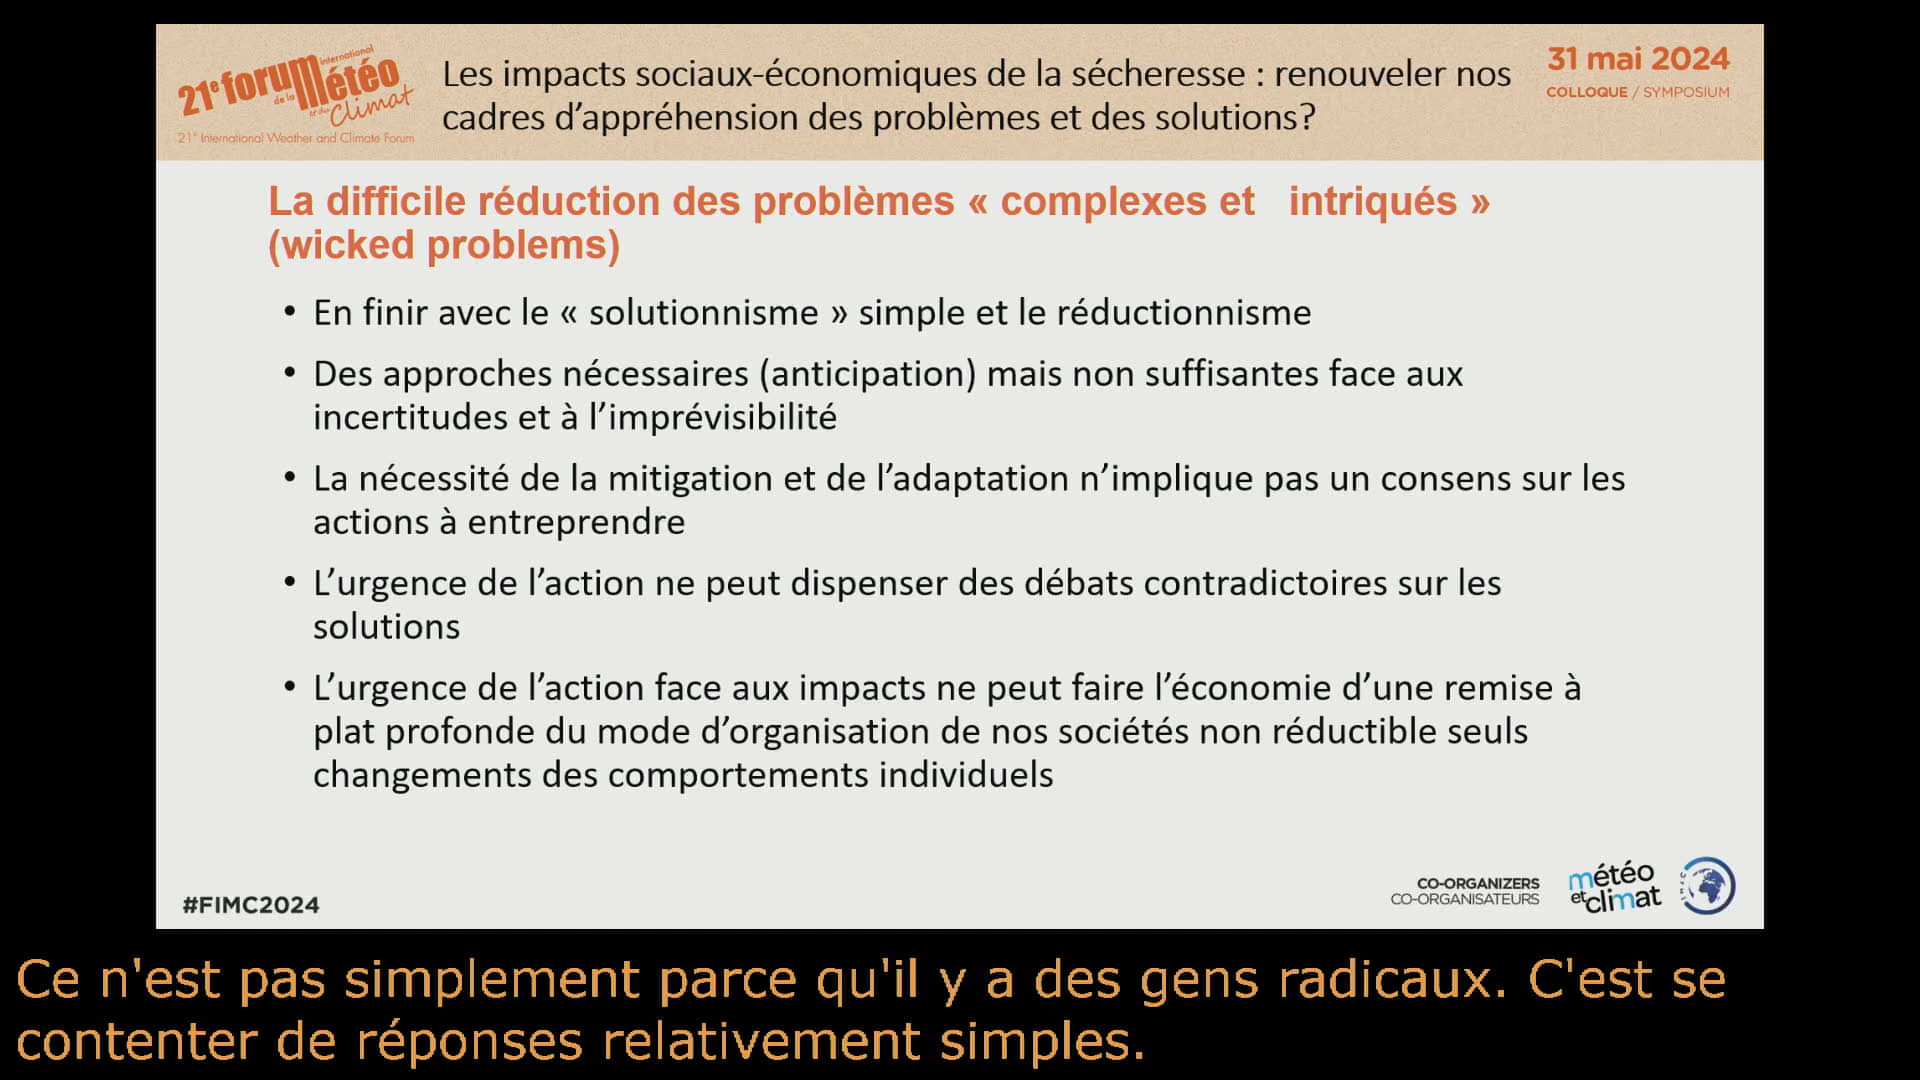 21e forum international
de la météo
et du Climat
21e International Weather and Climate Forum
Les impacts sociaux-économiques de la sécheresse : renouveler nos
cadres d’appréhension des problèmes et des solutions?
31 mai 2024
COLLOQUE / SYMPOSIUM
La difficile réduction des problèmes « complexes et intriqués »
(wicked problems)
• En finir avec le « solutionnisme » simple et le réductionnisme
• Des approches nécessaires (anticipation) mais non suffisantes face aux
incertitudes et à l’imprévisibilité
• La nécessité de la mitigation et de l’adaptation n’implique pas un consens sur les
actions à entreprendre
• L’urgence de l’action ne peut dispenser des débats contradictoires sur les
solutions
• L’urgence de l’action face aux impacts ne peut faire l’économie d’une remise à
plat profonde du mode d’organisation de nos sociétés non réductible seuls
changements des comportements individuels
#FIMC2024
CO-ORGANIZERS
CO-ORGANISATEURS
météo
et climat
Ce n'est pas simplement parce qu'il y a des gens radicaux. C'est se
contenter de réponses relativement simples.